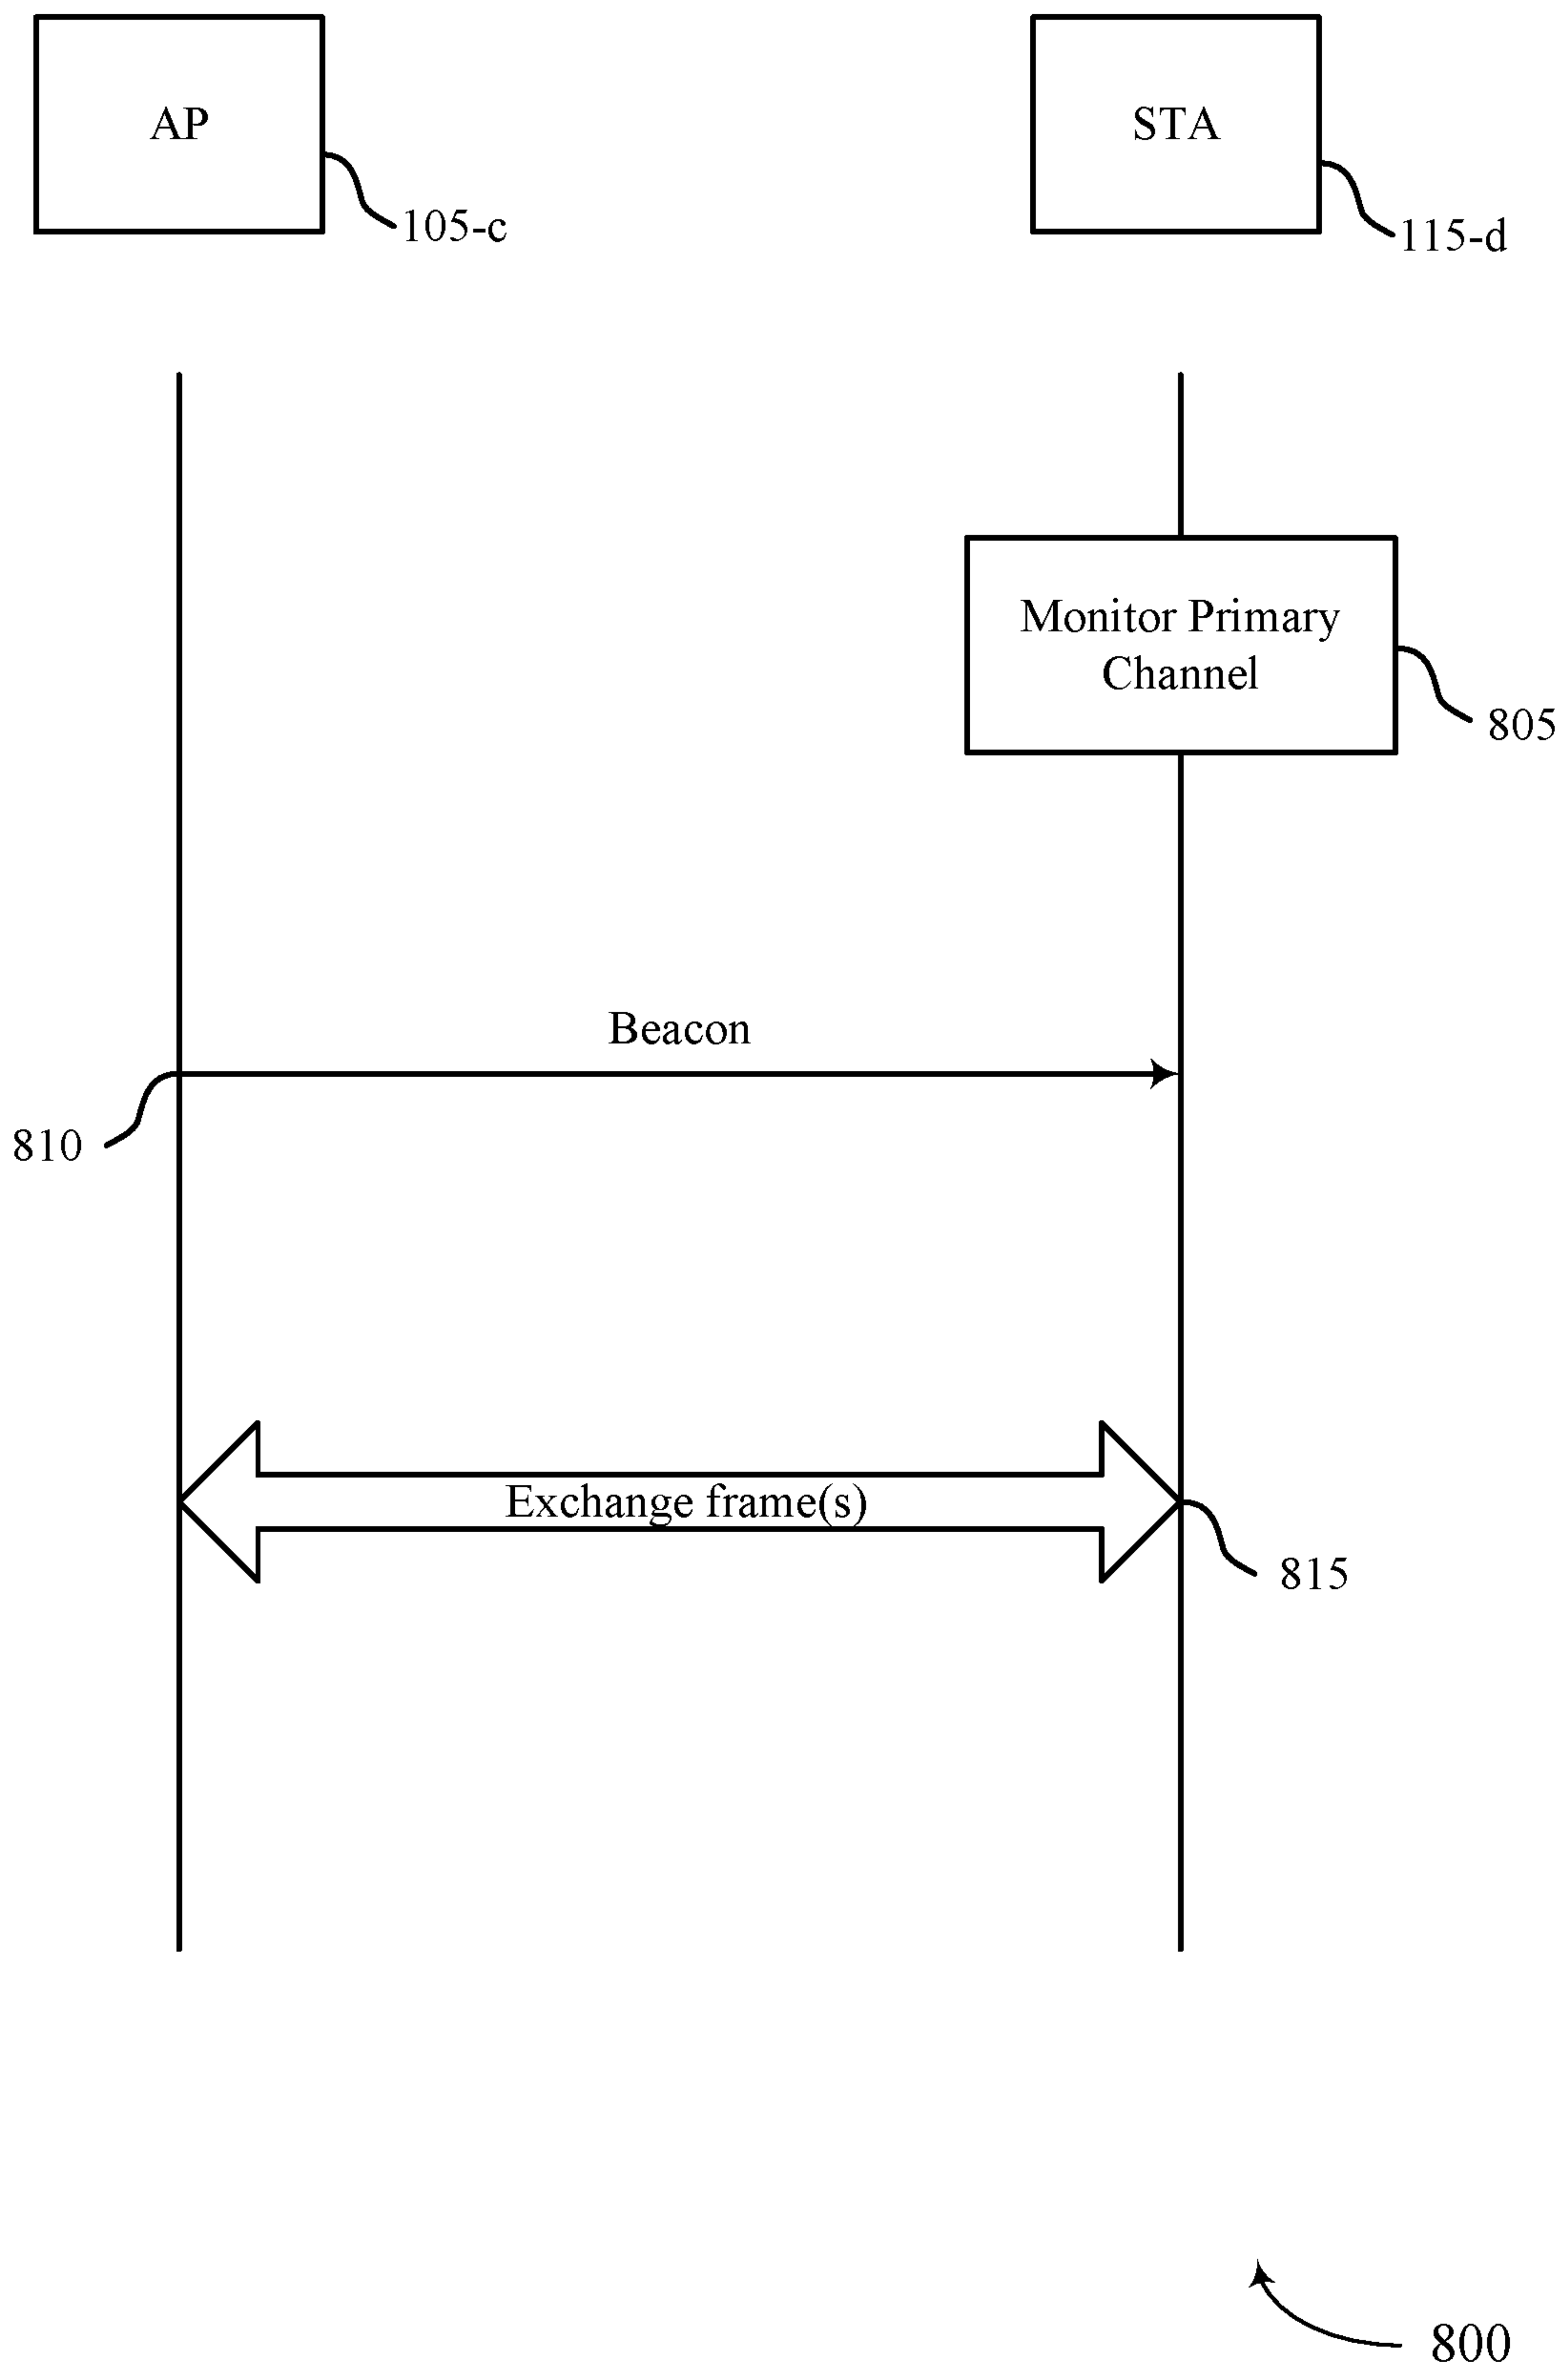 AP
STA
105-c
115-d
Monitor Primary
Channel
805
Beacon
810
Exchange frame(s)
815
800